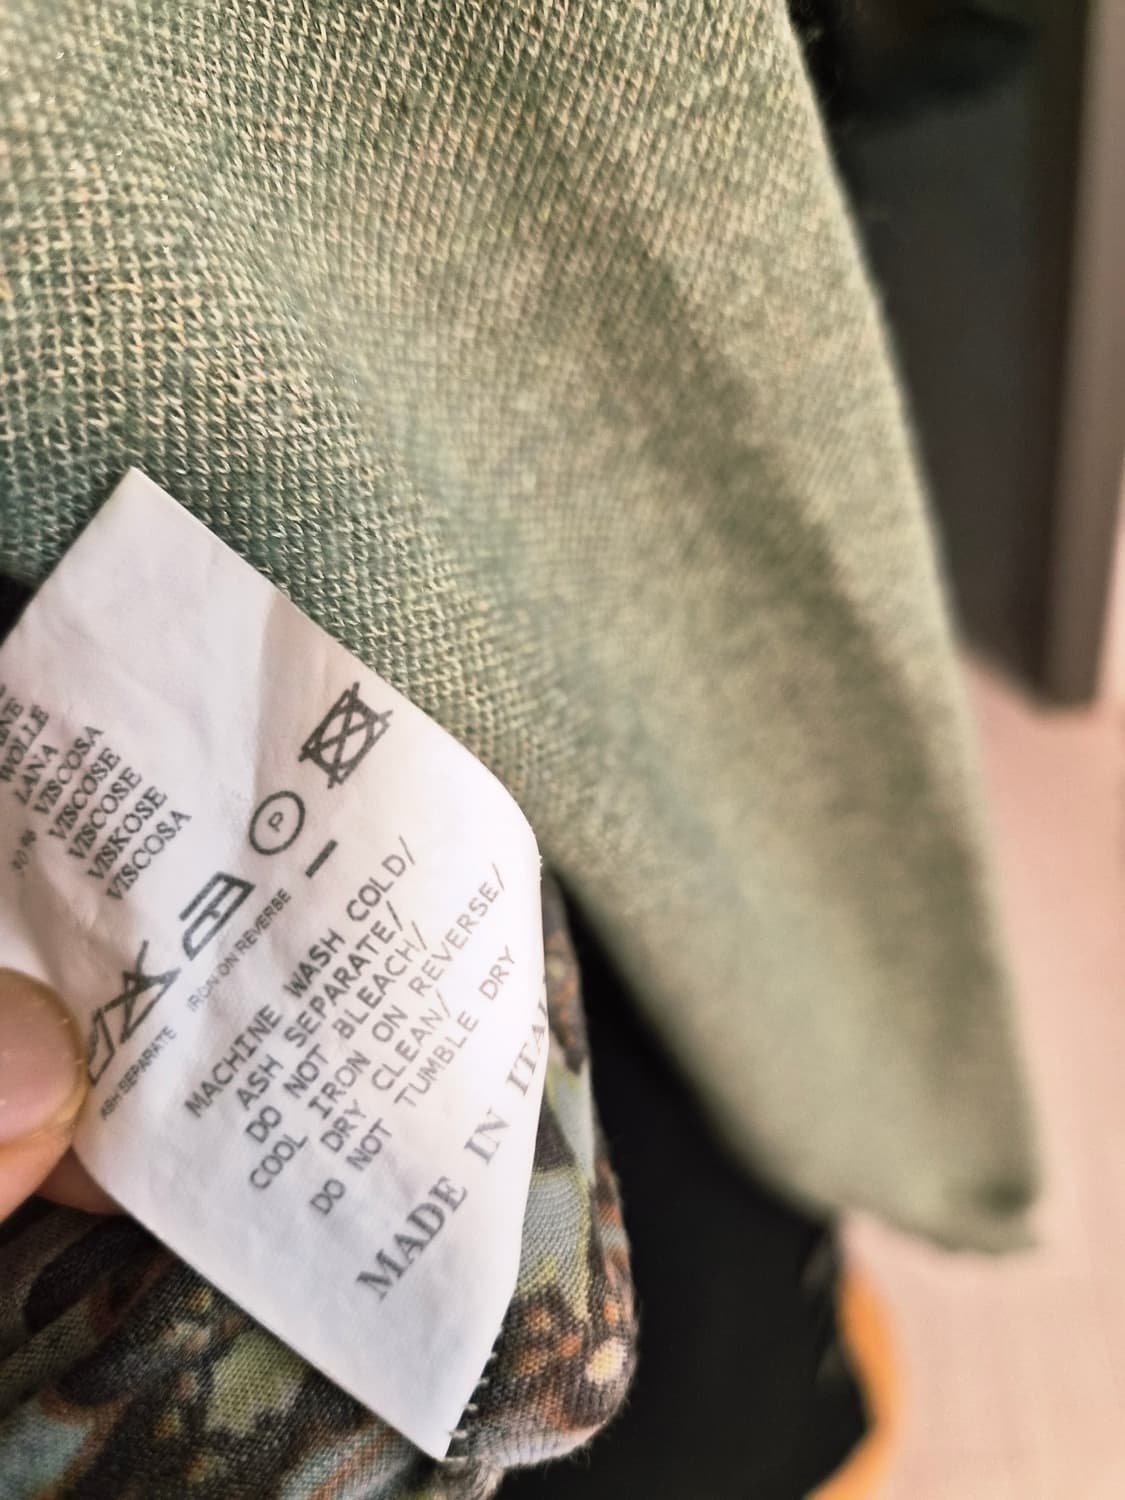 WOLLE
LANA
VISCOSA
VISCOSE
VISCOSE
VISKOSE
VISCOSA
P
IRON ON REVERSE
SEPARATE
MACHINE WASH COLD/
ASH SEPARATE/
DO NOT BLEACH/
COOL IRON ON REVERSE/
DRY CLEAN/
DO NOT TUMBLE DRY
MADE IN ITAL